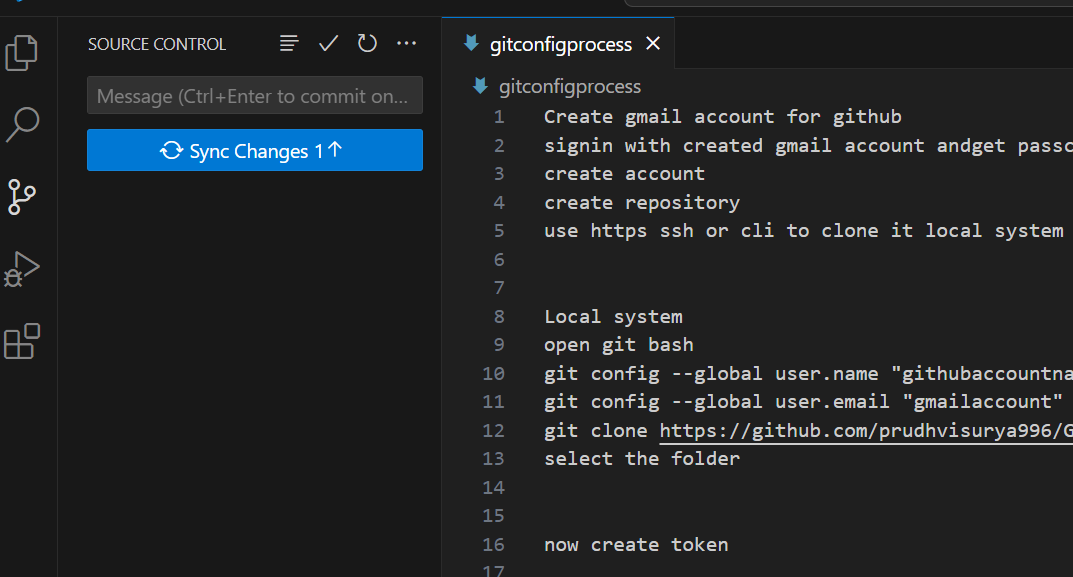 SOURCE CONTROL
Message (Ctrl+Enter to commit on...
Sync Changes 1↑
gitconfigprocess
gitconfigprocess
1 Create gmail account for github
2 signin with created gmail account andget passc
3 create account
4 create repository
5 use https ssh or cli to clone it local system
6
7
8 Local system
9 open git bash
10 git config --global user.name "githubaccountna
11 git config --global user.email "gmailaccount"
12 git clone https://github.com/prudhvisurya996/G
13 select the folder
14
15
16 now create token
17